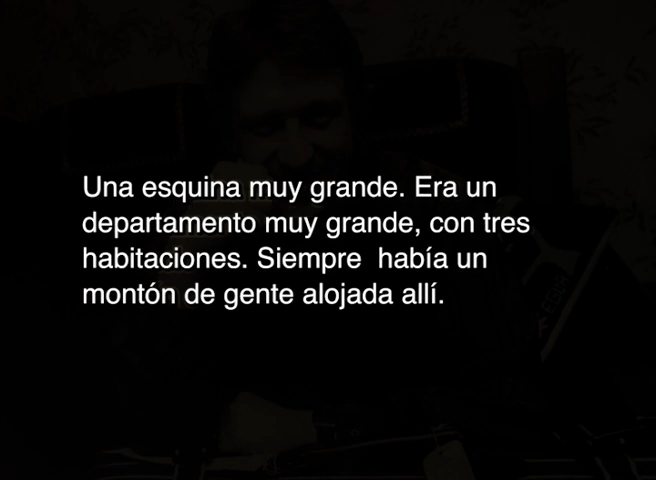 Una esquina muy grande. Era un
departamento muy grande, con tres
habitaciones. Siempre  había un
montón de gente alojada allí.